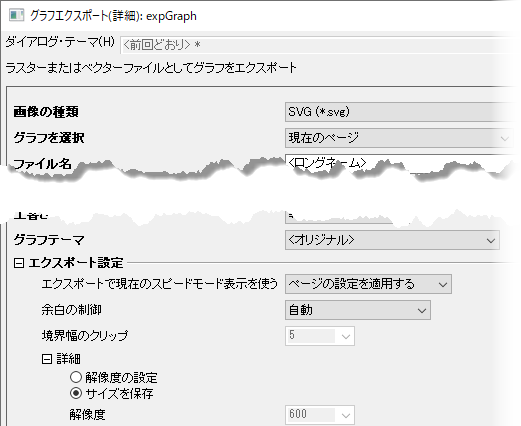 グラフエクスポート(詳細): expGraph
ダイアログ・テーマ(H) <前回どおり> *
ラスターまたはベクターファイルとしてグラフをエクスポート
画像の種類 SVG (*.svg)
グラフを選択 現在のページ
ファイル名 <ロングネーム>
グラフテーマ <オリジナル>
エクスポート設定
エクスポートで現在のスピードモード表示を使う ページの設定を適用する
余白の制御 自動
境界幅のクリップ 5
詳細
解像度の設定
サイズを保存
解像度 600